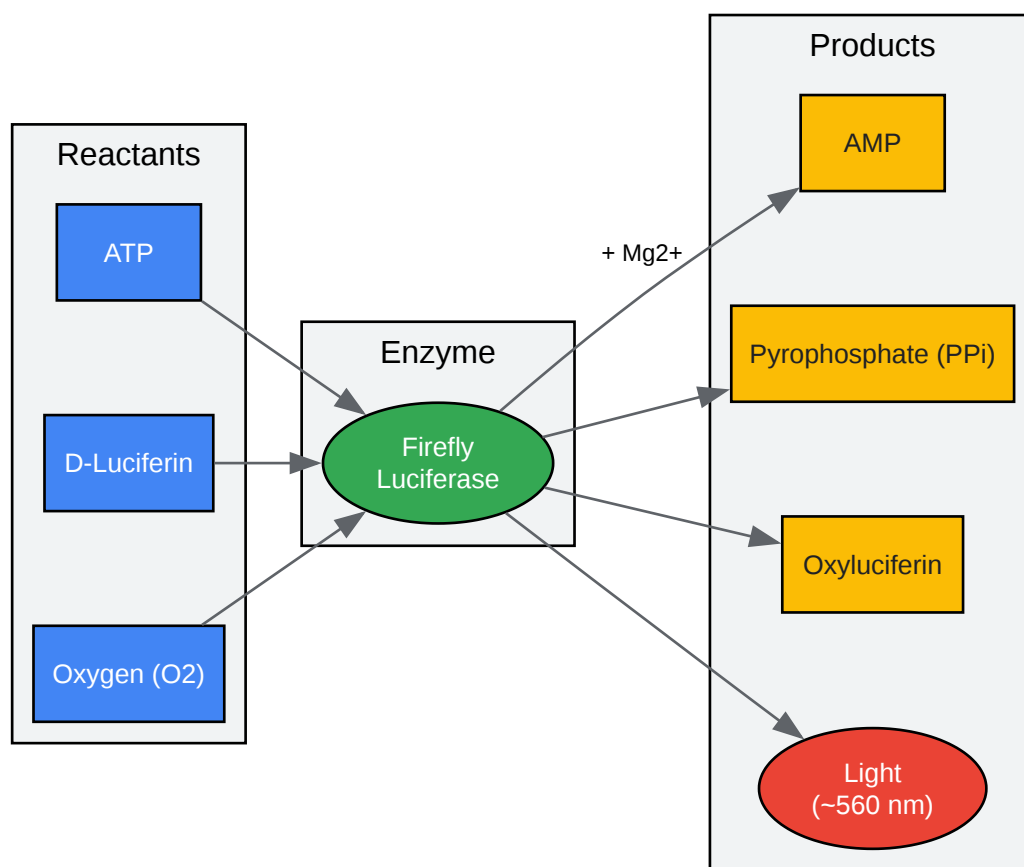 Reactants
ATP
D-Luciferin
Oxygen (O2)
Enzyme
Firefly
Luciferase
+ Mg2+
Products
AMP
Pyrophosphate (PPi)
Oxyluciferin
Light
(~560 nm)